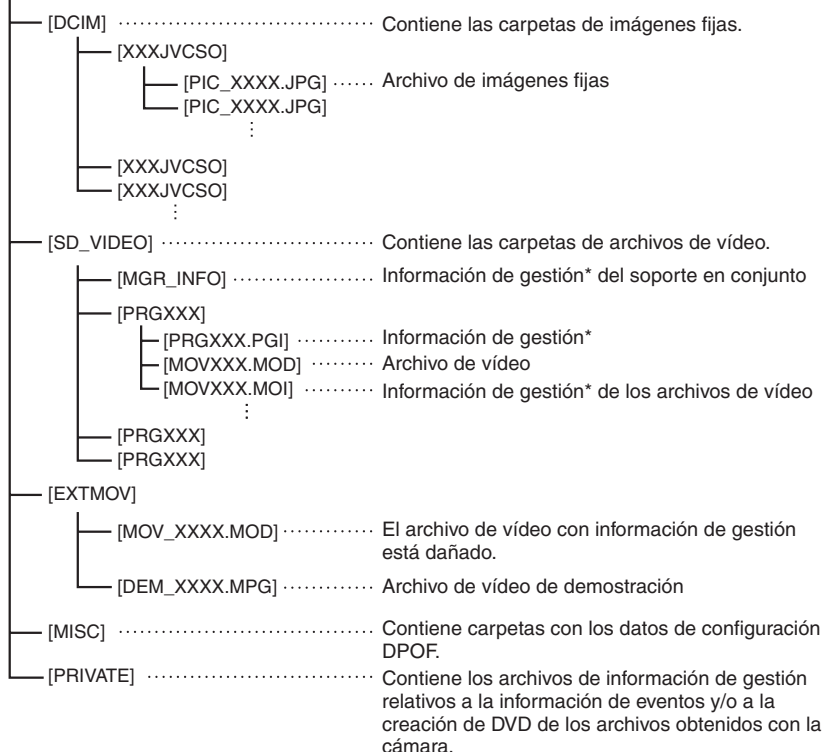 [DCIM] Contiene las carpetas de imágenes fijas.
[XXXJVCSO]
[PIC_XXXX.JPG] Archivo de imágenes fijas
[PIC_XXXX.JPG]
[XXXJVCSO]
[XXXJVCSO]
[SD_VIDEO] Contiene las carpetas de archivos de vídeo.
[MGR_INFO] Información de gestión* del soporte en conjunto
[PRGXXX]
[PRGXXX.PGI] Información de gestión*
[MOVXXX.MOD] Archivo de vídeo
[MOVXXX.MOI] Información de gestión* de los archivos de vídeo
[PRGXXX]
[PRGXXX]
[EXTMOV]
[MOV_XXXX.MOD] El archivo de vídeo con información de gestión
está dañado.
[DEM_XXXX.MPG] Archivo de vídeo de demostración
[MISC] Contiene carpetas con los datos de configuración
DPOF.
[PRIVATE] Contiene los archivos de información de gestión
relativos a la información de eventos y/o a la
creación de DVD de los archivos obtenidos con la
cámara.